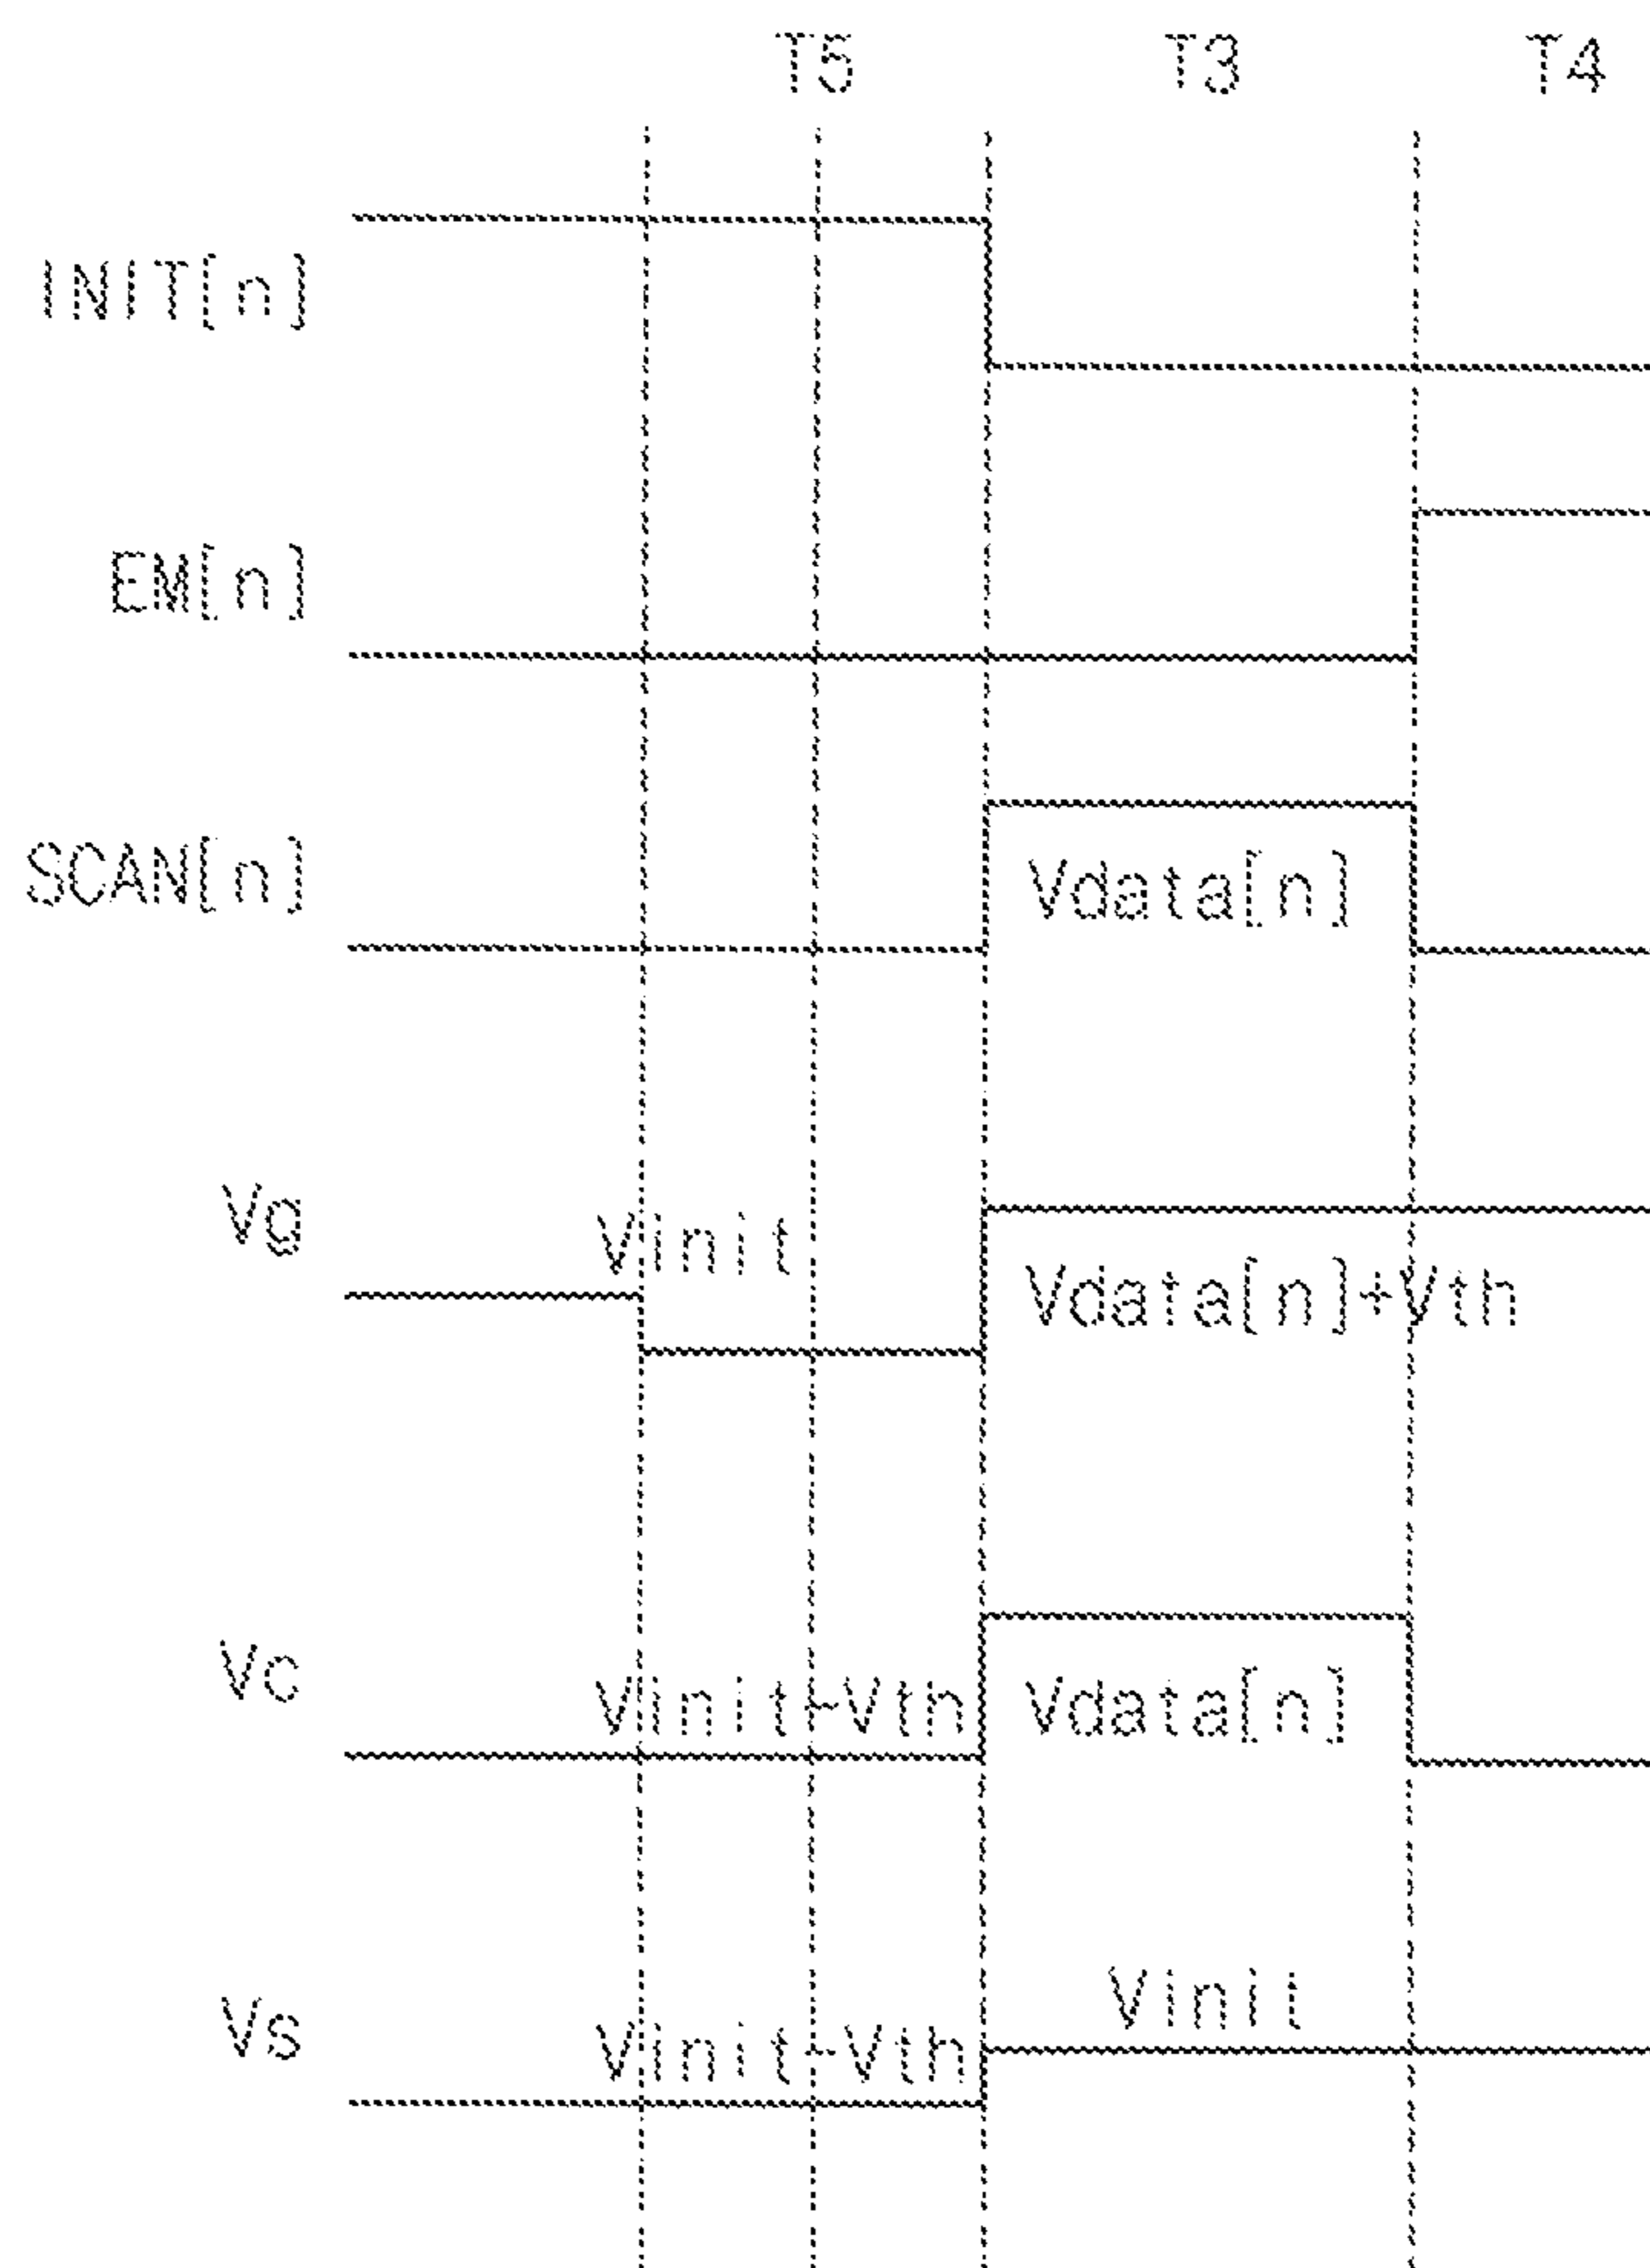 T5 T3 T4
INIT[n]
EM[n]
SCAN[n]
Vdata[n]
Vg
Vinit
Vdata[n]+Vth
Vc
Vinit-Vth
Vdata[n]
Vs
Vinit-Vth
Vinit